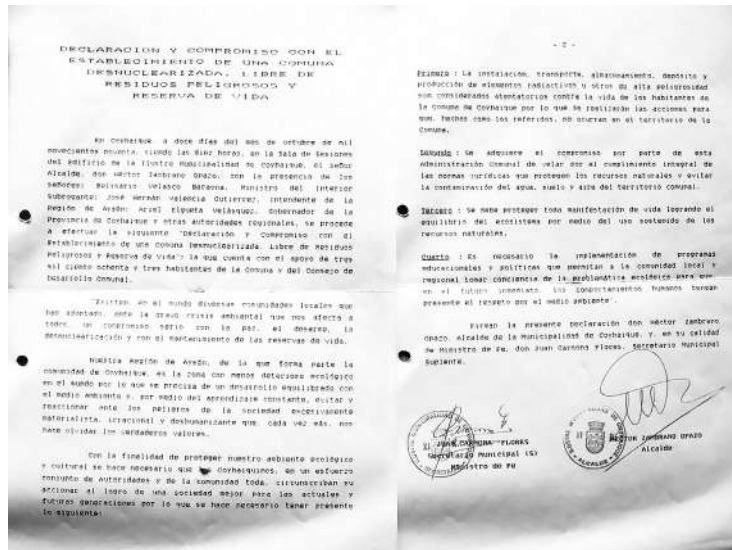 DECLARACION Y COMPROMISO CON EL
ESTABLECIMIENTO DE UNA COMUNA
DESNUCLEARIZADA, LIBRE DE
RESIDUOS PELIGROSOS Y
RESERVA DE VIDA
En Coyhaique, a doce días del mes de octubre de mil
novecientos noventa, siendo las diez horas, en la Sala de Sesiones
del edificio de la Ilustre Municipalidad de Coyhaique, el señor
Alcalde, don Héctor Zambrano Opazo, con la presencia de los
señores: Belisario Velasco Baraona, Ministro del Interior
Subrogante; José Hernán Valencia Gutierrez, Intendente de la
Región de Aysén; Ariel Elgueta Velásquez, Gobernador de la
Provincia de Coyhaique y otras autoridades regionales, se procede
a efectuar la siguiente "Declaración y Compromiso con el
Establecimiento de una Comuna Desnuclearizada, Libre de Residuos
Peligrosos y Reserva de Vida"; la que cuenta con el apoyo de tres
mil ciento ochenta y tres habitantes de la Comuna y del Consejo de
Desarrollo Comunal.
"Existen, en el mundo diversas comunidades locales que
han adoptado, ante la grave crisis ambiental que nos afecta a
todos, un compromiso serio con la paz, el desarme, la
desnuclearización y con el mantenimiento de las reservas de vida.
Nuestra Región de Aysén, de la que forma parte la
comunidad de Coyhaique, es la zona con menos deterioro ecológico
en el mundo por lo que se precisa de un desarrollo equilibrado con
el medio ambiente y, por medio del aprendizaje constante, evitar y
reaccionar ante los peligros de la sociedad excesivamente
materialista, irracional y deshumanizante que, cada vez más, nos
hace olvidar los verdaderos valores.
Con la finalidad de proteger nuestro ambiente ecológico
y cultural se hace necesario que los Coyhaiquinos, en un esfuerzo
conjunto de autoridades y de la comunidad toda, circunscriban su
accionar al logro de una sociedad mejor para las actuales y
futuras generaciones por lo que se hace necesario tener presente
lo siguiente:
- 2 -
Primero : La instalación, transporte, almacenamiento, depósito y
producción de elementos radiactivos u otros de alta peligrosidad
son considerados atentatorios contra la vida de los habitantes de
la Comuna de Coyhaique por lo que se realizarán las acciones para
que, hechos como los referidos, no ocurran en el territorio de la
Comuna.
Segundo : Se adquiere el compromiso por parte de esta
Administración Comunal de velar por el cumplimiento integral de
las normas jurídicas que protegen los recursos naturales y evitar
la contaminación del agua, suelo y aire del territorio comunal.
Tercero : Se debe proteger toda manifestación de vida logrando el
equilibrio del ecosistema por medio del uso sostenido de los
recursos naturales.
Cuarto : Es necesario la implementación de programas
educacionales y políticas que permitan a la comunidad local y
regional tomar conciencia de la problemática ecológica para que
en el futuro inmediato, los comportamientos humanos tengan
presente el respeto por el medio ambiente".
Firman la presente declaración don Héctor Zambrano
Opazo, Alcalde de la Municipalidad de Coyhaique, y, en su calidad
de Ministro de Fe, don Juan Carmona Flores, Secretario Municipal
Suplente.
JUAN CARMONA FLORES
Secretario Municipal (S)
Ministro de Fe
HECTOR ZAMBRANO OPAZO
Alcalde
ALCALDE